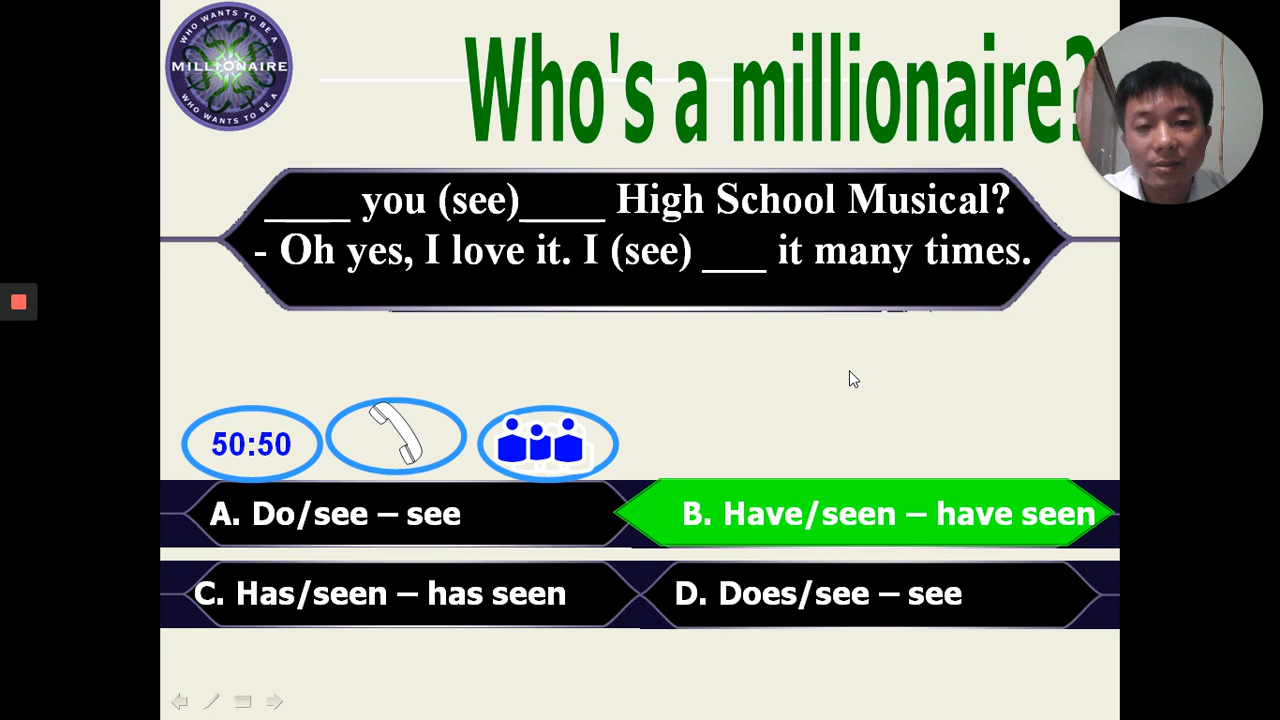 WHO WANTS TO BE A
MILLIONAIRE
WHO WANTS TO BE A
Who's a millionaire?
____ you (see)____ High School Musical?
- Oh yes, I love it. I (see) ___ it many times.
50:50
A. Do/see – see
B. Have/seen – have seen
C. Has/seen – has seen
D. Does/see – see